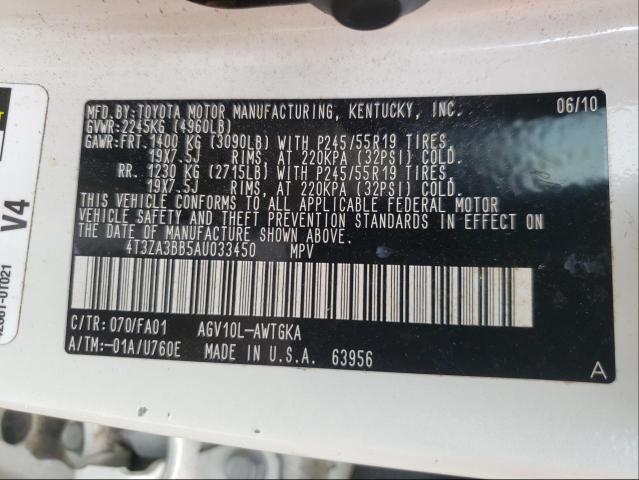 MFD.BY:TOYOTA MOTOR MANUFACTURING, KENTUCKY, INC. 06/10
GVWR:2245KG (4960LB)
GAWR:FRT.1400 KG (3090LB) WITH P245/55R19 TIRES,
19X7.5J RIMS, AT 220KPA (32PSI) COLD.
RR. 1230 KG (2715LB) WITH P245/55R19 TIRES,
19X7.5J RIMS, AT 220KPA (32PSI) COLD.
THIS VEHICLE CONFORMS TO ALL APPLICABLE FEDERAL MOTOR
VEHICLE SAFETY AND THEFT PREVENTION STANDARDS IN EFFECT ON
THE DATE OF MANUFACTURE SHOWN ABOVE.
4T3ZA3BB5AU033450 MPV
C/TR: 070/FA01 AGV10L-AWTGKA
A/TM:-01A/U760E MADE IN U.S.A. 63956
A
V4